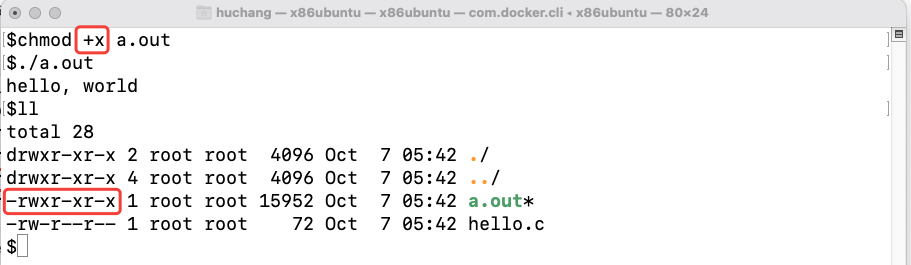 huchang — x86ubuntu — x86ubuntu — com.docker.cli ◂ x86ubuntu — 80×24
[$chmod +x a.out ]
[$./a.out ]
hello, world
[$ll ]
total 28
drwxr-xr-x 2 root root  4096 Oct  7 05:42 ./
drwxr-xr-x 4 root root  4096 Oct  7 05:42 ../
-rwxr-xr-x 1 root root 15952 Oct  7 05:42 a.out*
-rw-r--r-- 1 root root    72 Oct  7 05:42 hello.c
$